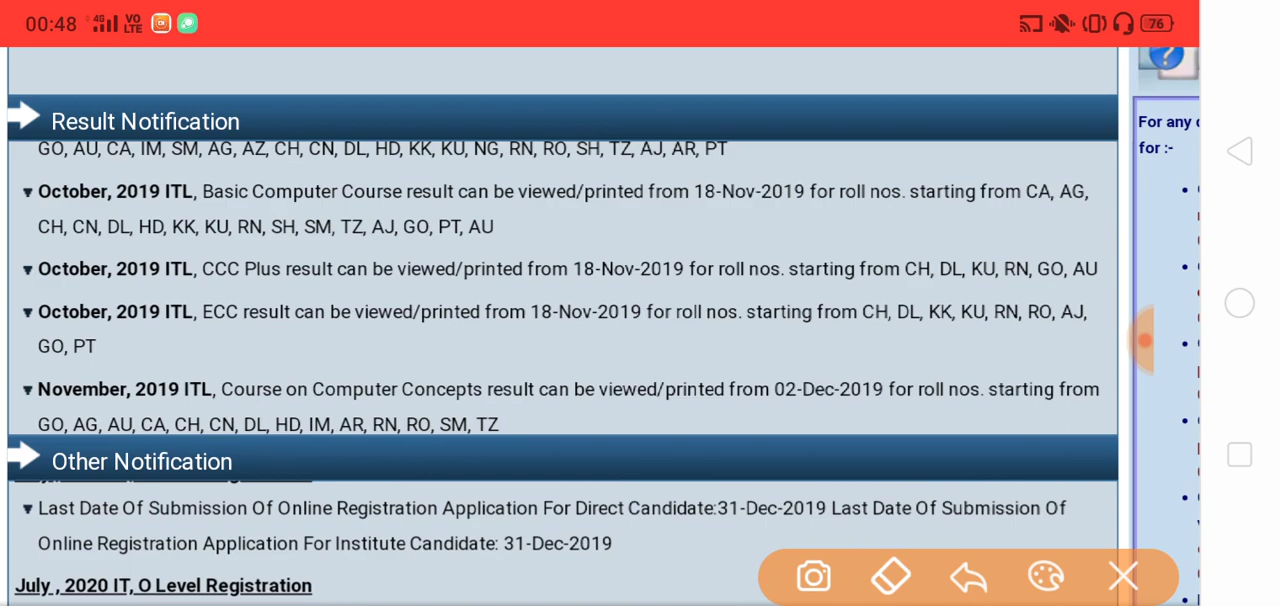 00:48 4G VO LTE 76
Result Notification
GO, AU, CA, IM, SM, AG, AZ, CH, CN, DL, HD, KK, KU, NG, RN, RO, SH, TZ, AJ, AR, PT
October, 2019 ITL, Basic Computer Course result can be viewed/printed from 18-Nov-2019 for roll nos. starting from CA, AG,
CH, CN, DL, HD, KK, KU, RN, SH, SM, TZ, AJ, GO, PT, AU
October, 2019 ITL, CCC Plus result can be viewed/printed from 18-Nov-2019 for roll nos. starting from CH, DL, KU, RN, GO, AU
October, 2019 ITL, ECC result can be viewed/printed from 18-Nov-2019 for roll nos. starting from CH, DL, KK, KU, RN, RO, AJ,
GO, PT
November, 2019 ITL, Course on Computer Concepts result can be viewed/printed from 02-Dec-2019 for roll nos. starting from
GO, AG, AU, CA, CH, CN, DL, HD, IM, AR, RN, RO, SM, TZ
Other Notification
Last Date Of Submission Of Online Registration Application For Direct Candidate:31-Dec-2019 Last Date Of Submission Of
Online Registration Application For Institute Candidate: 31-Dec-2019
July , 2020 IT, O Level Registration
For any
for :-